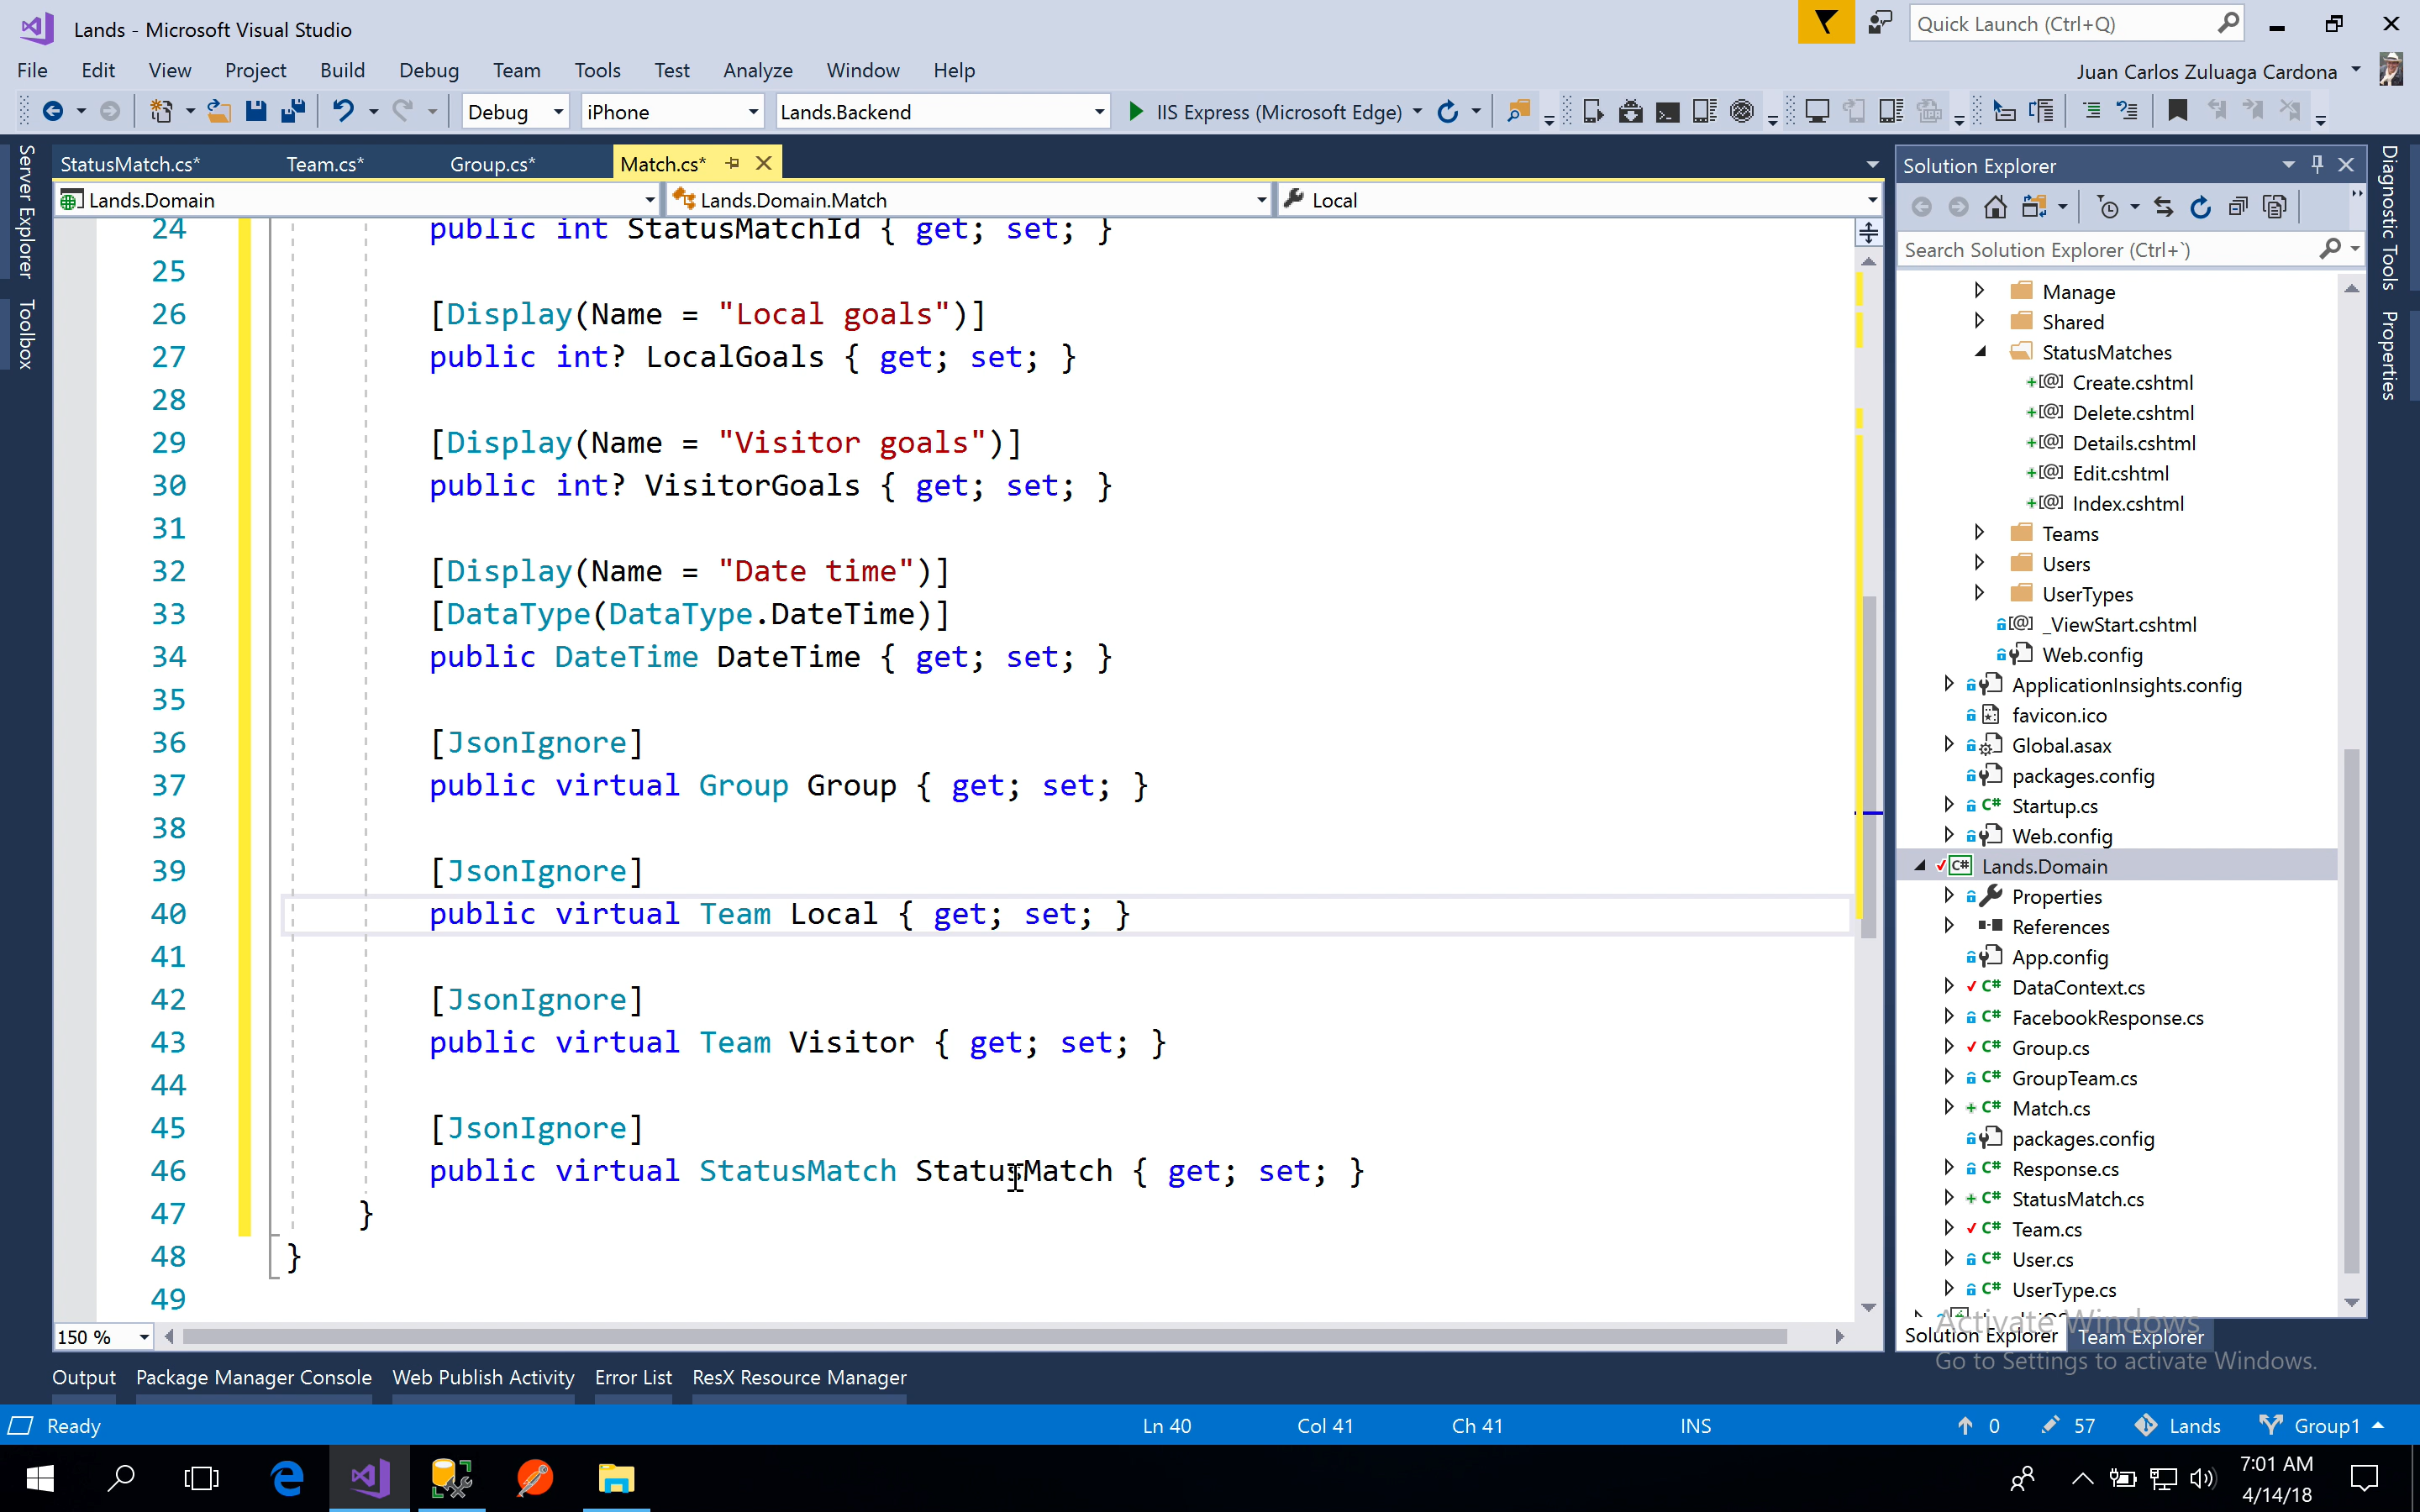 Lands - Microsoft Visual Studio
Quick Launch (Ctrl+Q)
File Edit View Project Build Debug Team Tools Test Analyze Window Help
Juan Carlos Zuluaga Cardona
Debug iPhone Lands.Backend IIS Express (Microsoft Edge)
Server Explorer
Toolbox
StatusMatch.cs* Team.cs* Group.cs* Match.cs*
Lands.Domain Lands.Domain.Match Local
24 public int StatusMatchId { get; set; }
25
26 [Display(Name = "Local goals")]
27 public int? LocalGoals { get; set; }
28
29 [Display(Name = "Visitor goals")]
30 public int? VisitorGoals { get; set; }
31
32 [Display(Name = "Date time")]
33 [DataType(DataType.DateTime)]
34 public DateTime DateTime { get; set; }
35
36 [JsonIgnore]
37 public virtual Group Group { get; set; }
38
39 [JsonIgnore]
40 public virtual Team Local { get; set; }
41
42 [JsonIgnore]
43 public virtual Team Visitor { get; set; }
44
45 [JsonIgnore]
46 public virtual StatusMatch StatusMatch { get; set; }
47 }
48 }
49
150 %
Solution Explorer
Search Solution Explorer (Ctrl+`)
Manage
Shared
StatusMatches
+[@] Create.cshtml
+[@] Delete.cshtml
+[@] Details.cshtml
+[@] Edit.cshtml
+[@] Index.cshtml
Teams
Users
UserTypes
[@] _ViewStart.cshtml
Web.config
ApplicationInsights.config
favicon.ico
Global.asax
packages.config
C# Startup.cs
Web.config
C# Lands.Domain
Properties
References
App.config
C# DataContext.cs
C# FacebookResponse.cs
C# Group.cs
C# GroupTeam.cs
+ C# Match.cs
packages.config
C# Response.cs
+ C# StatusMatch.cs
C# Team.cs
C# User.cs
C# UserType.cs
Solution Explorer Team Explorer
Activate Windows
Go to Settings to activate Windows.
Diagnostic Tools
Properties
Output Package Manager Console Web Publish Activity Error List ResX Resource Manager
Ready Ln 40 Col 41 Ch 41 INS 0 57 Lands Group1
7:01 AM
4/14/18